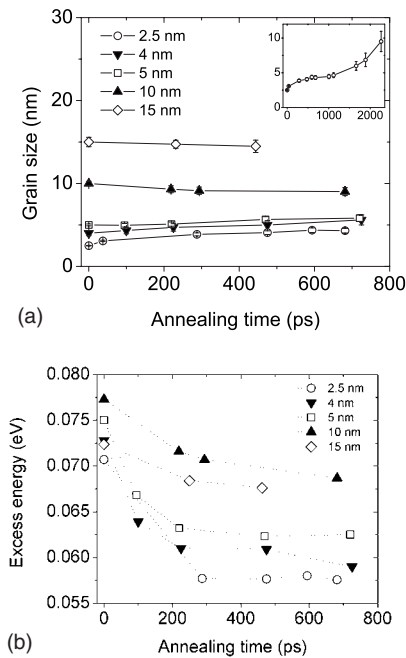 30
20
10
0
Grain size (nm)
2.5 nm
4 nm
5 nm
10 nm
15 nm
10
5
0
0 1000 2000
0 200 400 600 800
Annealing time (ps)
(a)
0.080
0.075
0.070
0.065
0.060
0.055
Excess energy (eV)
2.5 nm
4 nm
5 nm
10 nm
15 nm
0 200 400 600 800
Annealing time (ps)
(b)